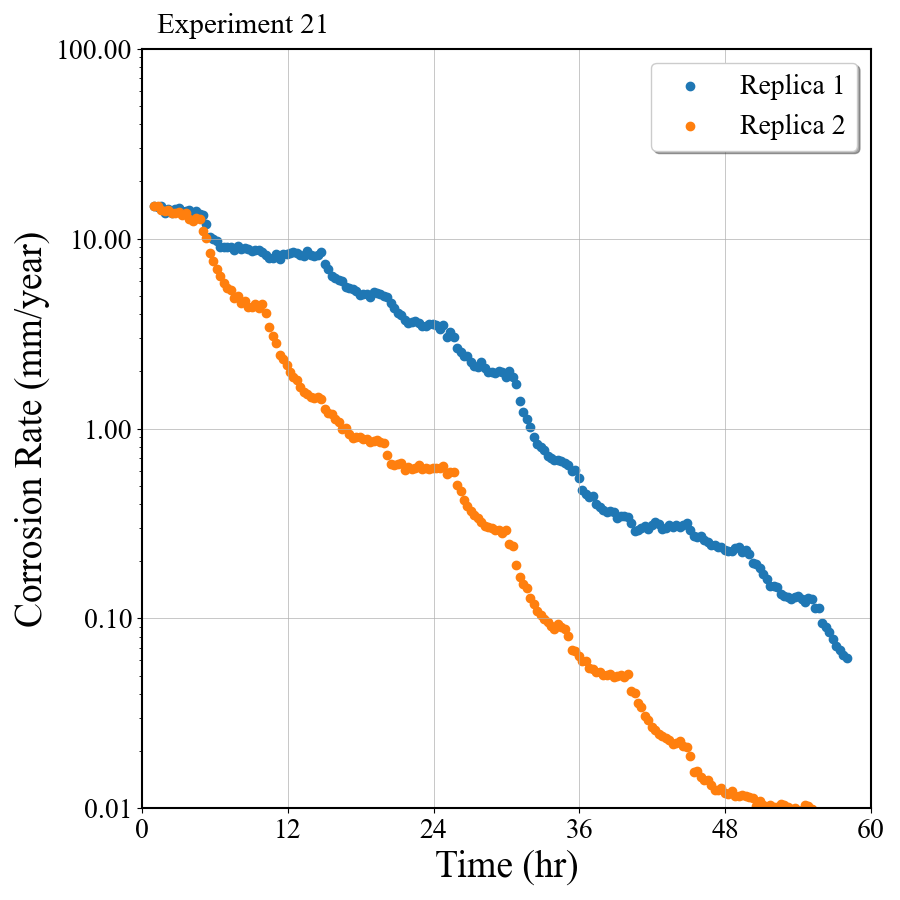 Experiment 21
100.00
10.00
1.00
0.10
0.01
Corrosion Rate (mm/year)
Replica 1
Replica 2
0 12 24 36 48 60
Time (hr)